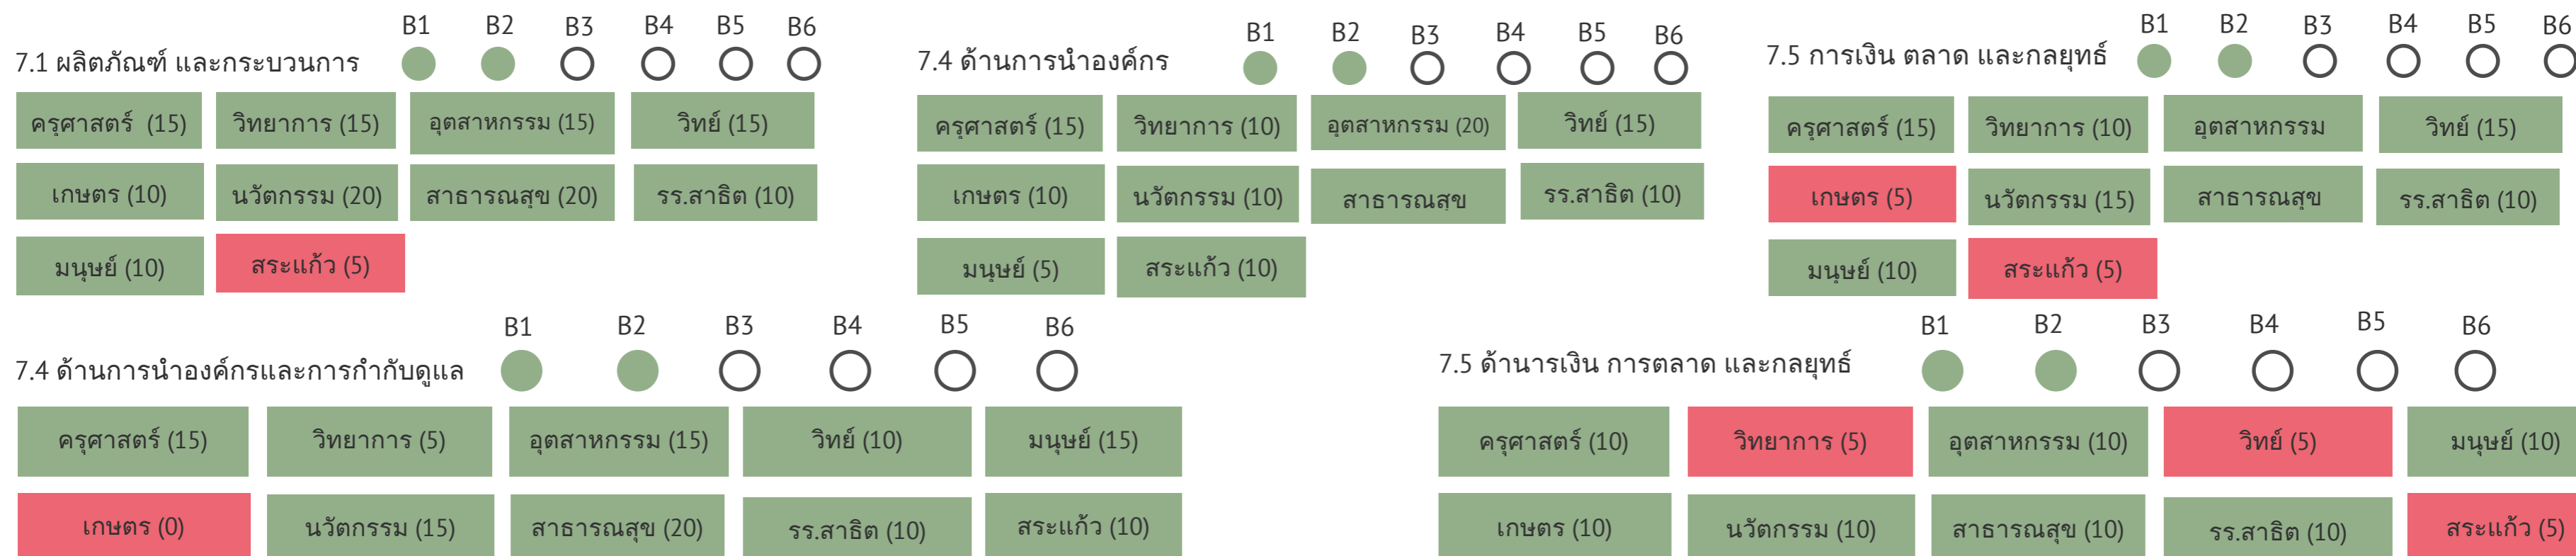 B1 B2 B3 B4 B5 B6
7.1 ผลิตภัณฑ์ และกระบวนการ
ครุศาสตร์ (15) วิทยาการ (15) อุตสาหกรรม (15) วิทย์ (15)
เกษตร (10) นวัตกรรม (20) สาธารณสุข (20) รร.สาธิต (10)
มนุษย์ (10) สระแก้ว (5)
B1 B2 B3 B4 B5 B6
7.4 ด้านการนำองค์กร
ครุศาสตร์ (15) วิทยาการ (10) อุตสาหกรรม (20) วิทย์ (15)
เกษตร (10) นวัตกรรม (10) สาธารณสุข รร.สาธิต (10)
มนุษย์ (5) สระแก้ว (10)
B1 B2 B3 B4 B5 B6
7.5 การเงิน ตลาด และกลยุทธ์
ครุศาสตร์ (15) วิทยาการ (10) อุตสาหกรรม วิทย์ (15)
เกษตร (5) นวัตกรรม (15) สาธารณสุข รร.สาธิต (10)
มนุษย์ (10) สระแก้ว (5)
B1 B2 B3 B4 B5 B6
7.4 ด้านการนำองค์กรและการกำกับดูแล
ครุศาสตร์ (15) วิทยาการ (5) อุตสาหกรรม (15) วิทย์ (10) มนุษย์ (15)
เกษตร (0) นวัตกรรม (15) สาธารณสุข (20) รร.สาธิต (10) สระแก้ว (10)
B1 B2 B3 B4 B5 B6
7.5 ด้านารเงิน การตลาด และกลยุทธ์
ครุศาสตร์ (10) วิทยาการ (5) อุตสาหกรรม (10) วิทย์ (5) มนุษย์ (10)
เกษตร (10) นวัตกรรม (10) สาธารณสุข (10) รร.สาธิต (10) สระแก้ว (5)